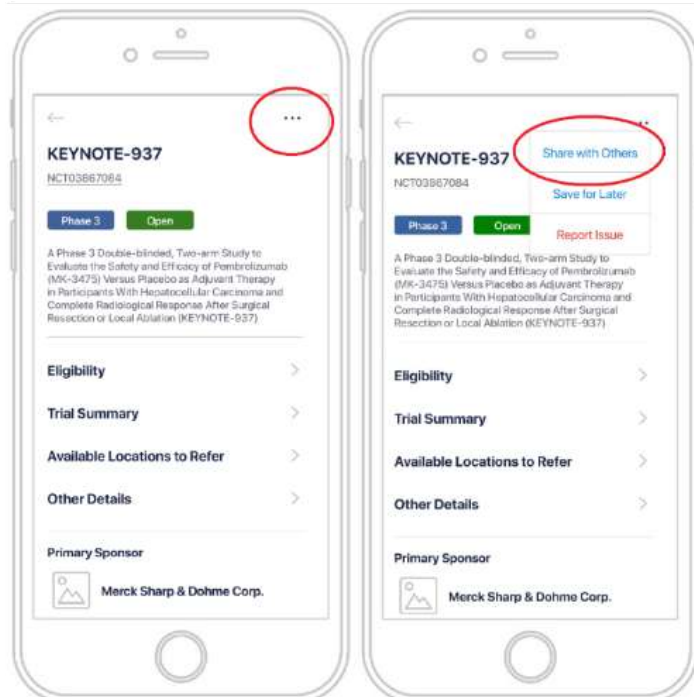 KEYNOTE-937
NCT03867084
Phase 3
Open
A Phase 3 Double-blinded, Two-arm Study to
Evaluate the Safety and Efficacy of Pembrolizumab
(MK-3475) Versus Placebo as Adjuvant Therapy
in Participants With Hepatocellular Carcinoma and
Complete Radiological Response After Surgical
Resection or Local Ablation (KEYNOTE-937)
Eligibility
Trial Summary
Available Locations to Refer
Other Details
Primary Sponsor
Merck Sharp & Dohme Corp.
KEYNOTE-937
NCT03867084
Share with Others
Save for Later
Report Issue
Phase 3
Open
A Phase 3 Double-blinded, Two-arm Study to
Evaluate the Safety and Efficacy of Pembrolizumab
(MK-3475) Versus Placebo as Adjuvant Therapy
in Participants With Hepatocellular Carcinoma and
Complete Radiological Response After Surgical
Resection or Local Ablation (KEYNOTE-937)
Eligibility
Trial Summary
Available Locations to Refer
Other Details
Primary Sponsor
Merck Sharp & Dohme Corp.